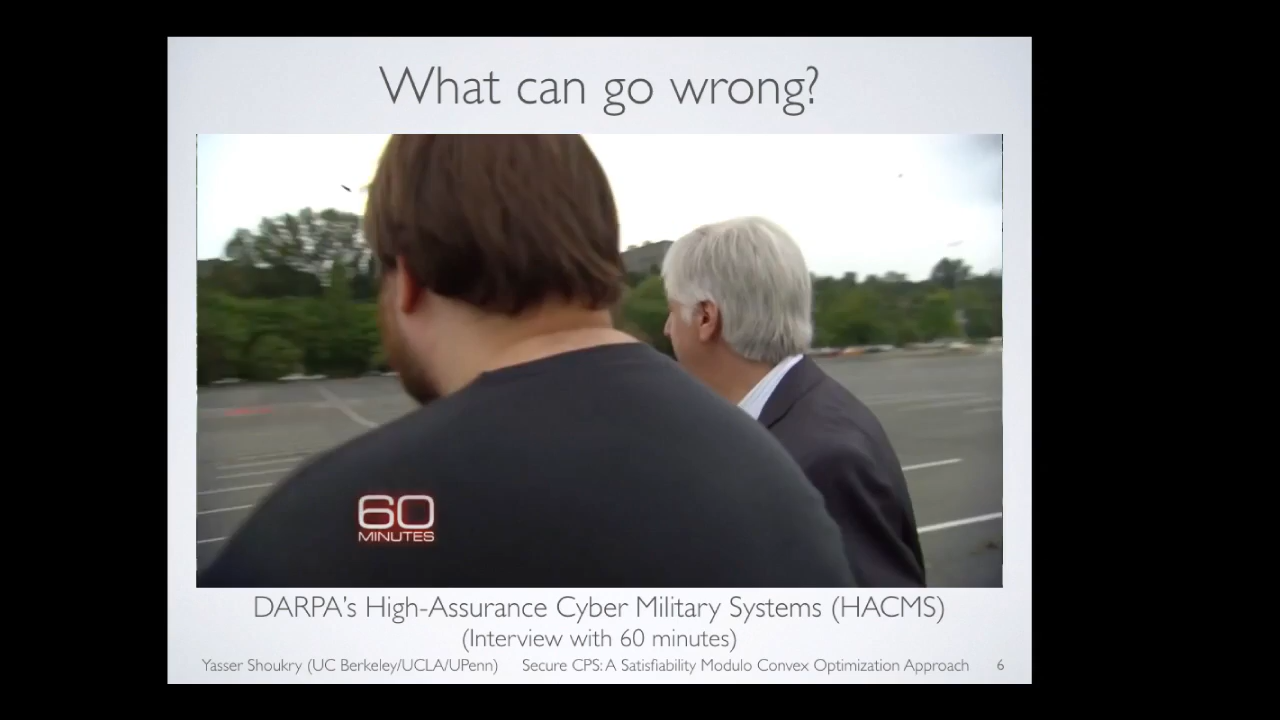 What can go wrong?
60
MINUTES
DARPA's High-Assurance Cyber Military Systems (HACMS)
(Interview with 60 minutes)
Yasser Shoukry (UC Berkeley/UCLA/UPenn) Secure CPS: A Satisfiability Modulo Convex Optimization Approach 6